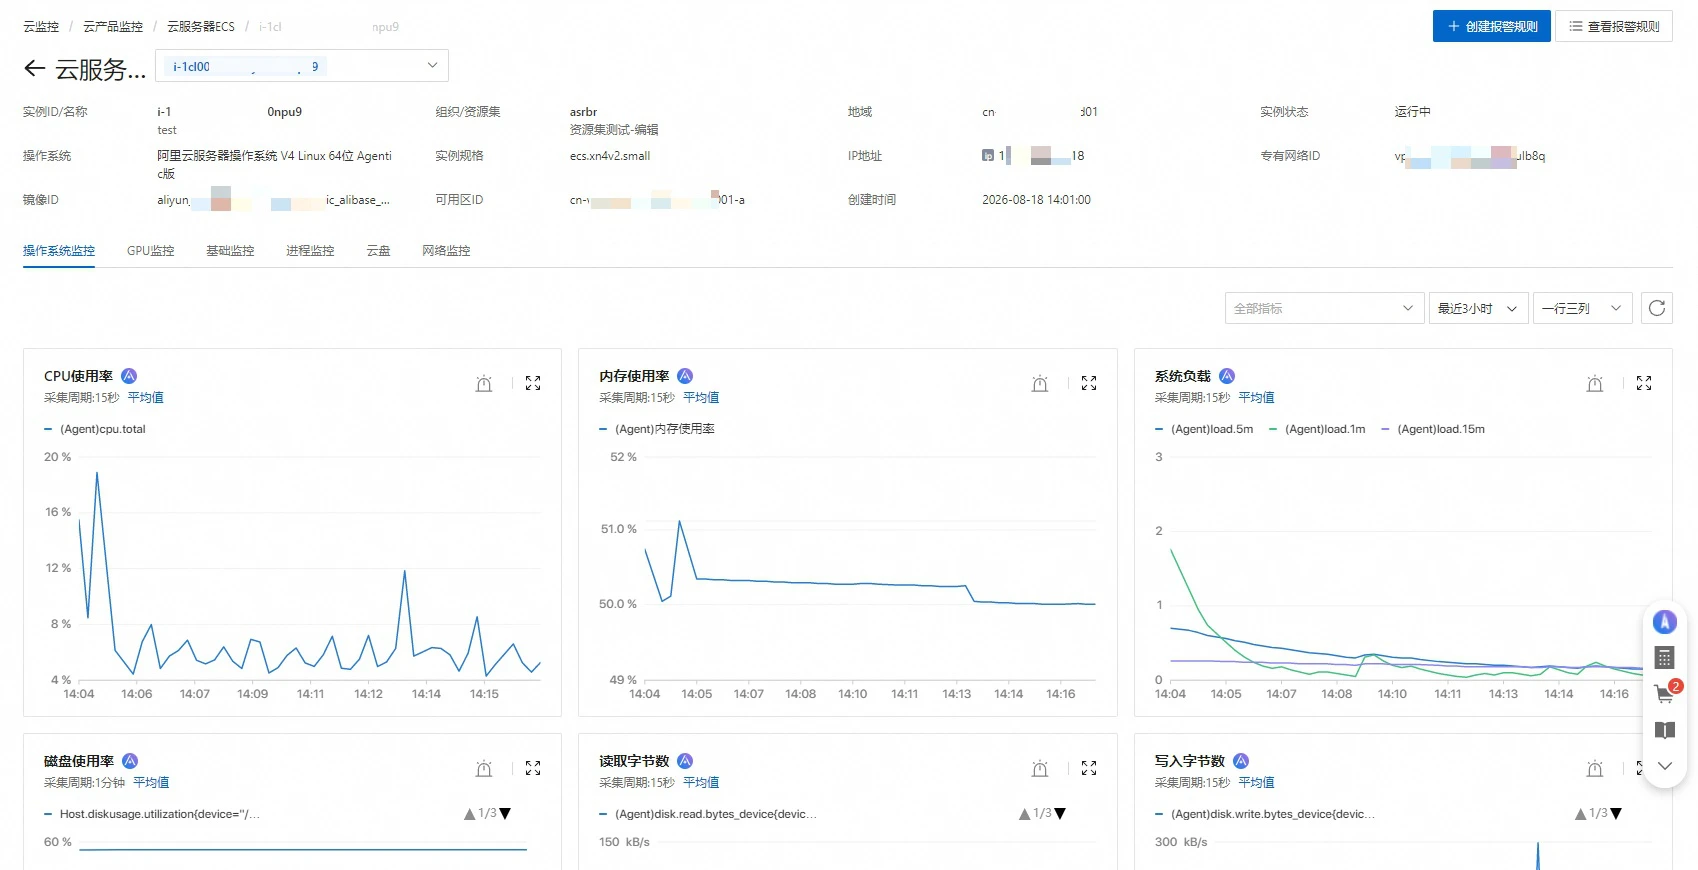 云监控 / 云产品监控 / 云服务器ECS / i-1cl npu9
创建报警规则
查看报警规则
云服务...
i-1cl00 9
实例ID/名称
i-1 0npu9
test
组织/资源集
asrbr
资源集测试-编辑
地域
cn- d01
实例状态
运行中
操作系统
阿里云服务器操作系统 V4 Linux 64位 Agenti
c版
实例规格
ecs.xn4v2.small
IP地址
1 18
专有网络ID
vp ulb8q
镜像ID
aliyun_ ic_alibase_...
可用区ID
cn- 01-a
创建时间
2026-08-18 14:01:00
操作系统监控 GPU监控 基础监控 进程监控 云盘 网络监控
全部指标 最近3小时 一行三列
CPU使用率
采集周期:15秒 平均值
(Agent)cpu.total
20 %
16 %
12 %
8 %
4 %
14:04 14:06 14:07 14:09 14:11 14:12 14:14 14:15
内存使用率
采集周期:15秒 平均值
(Agent)内存使用率
52 %
51.0 %
50.0 %
49 %
14:04 14:05 14:07 14:08 14:10 14:11 14:13 14:14 14:16
系统负载
采集周期:15秒 平均值
(Agent)load.5m (Agent)load.1m (Agent)load.15m
3
2
1
0
14:04 14:05 14:07 14:08 14:10 14:11 14:13 14:14 14:16
2
磁盘使用率
采集周期:1分钟 平均值
Host.diskusage.utilization{device="/...
1/3
60 %
读取字节数
采集周期:15秒 平均值
(Agent)disk.read.bytes_device{devic...
1/3
150 kB/s
写入字节数
采集周期:15秒 平均值
(Agent)disk.write.bytes_device{devic...
1/3
300 kB/s